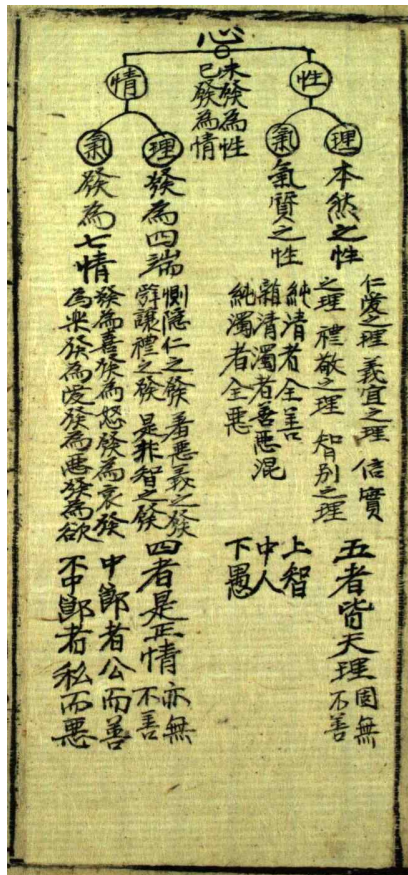 心
性
未發為性
已發為情
情
理
本然之性
仁愛之理 義宜之理 信實
之理 禮敬之理 智別之理
五者皆天理
固無
不善
氣
氣質之性
純清者全善
雜清濁者善惡混
純濁者全惡
上智
中人
下愚
理
發為四端
惻隱仁之發 羞惡義之發
辭讓禮之發 是非智之發
四者是正情
亦無
不善
氣
發為七情
發為喜發為怒發為哀發
為樂發為愛發為惡發為欲
中節者公而善
不中節者私而惡